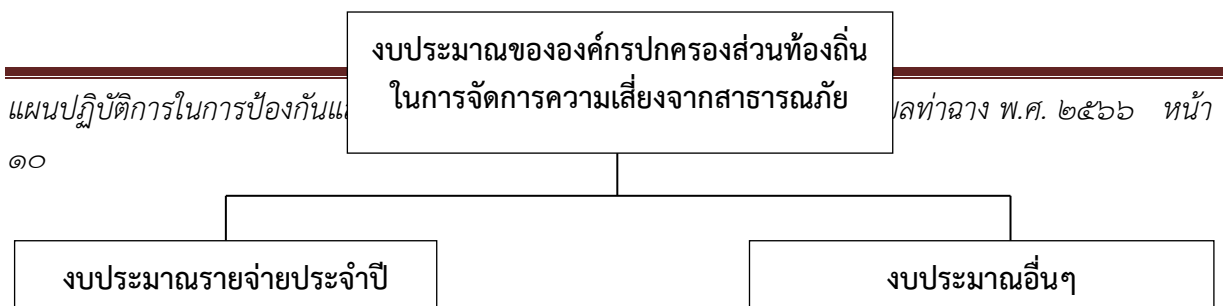 งบประมาณขององค์กรปกครองส่วนท้องถิ่น
ในการจัดการความเสี่ยงจากสาธารณภัย
แผนปฏิบัติการในการป้องกันแ ลท่าฉาง พ.ศ. ๒๕๖๖ หน้า
๑๐
งบประมาณรายจ่ายประจำปี งบประมาณอื่นๆ